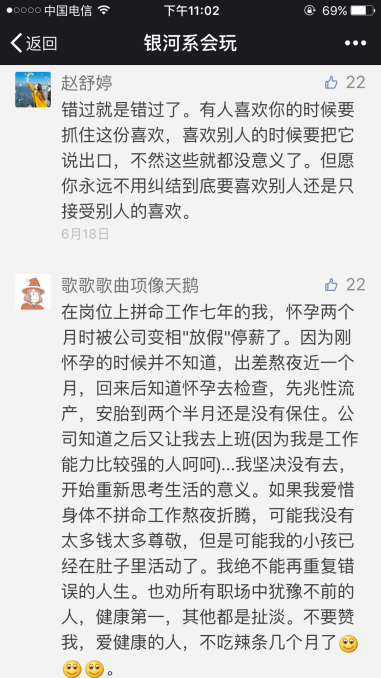 中国电信 下午11:02 69%
返回 银河系会玩
赵舒婷 22
错过就是错过了。有人喜欢你的时候要
抓住这份喜欢，喜欢别人的时候要把它
说出口，不然这些就都没意义了。但愿
你永远不用纠结到底要喜欢别人还是只
接受别人的喜欢。
6月18日
歌歌歌曲项像天鹅 22
在岗位上拼命工作七年的我，怀孕两个
月时被公司变相"放假"停薪了。因为刚
怀孕的时候并不知道，出差熬夜近一个
月，回来后知道怀孕去检查，先兆性流
产，安胎到两个半月还是没有保住。公
司知道之后又让我去上班(因为我是工作
能力比较强的人呵呵)...我坚决没有去，
开始重新思考生活的意义。如果我爱惜
身体不拼命工作熬夜折腾，可能我没有
太多钱太多尊敬，但是可能我的小孩已
经在肚子里活动了。我绝不能再重复错
误的人生。也劝所有职场中犹豫不前的
人，健康第一，其他都是扯淡。不要赞
我，爱健康的人，不吃辣条几个月了
。